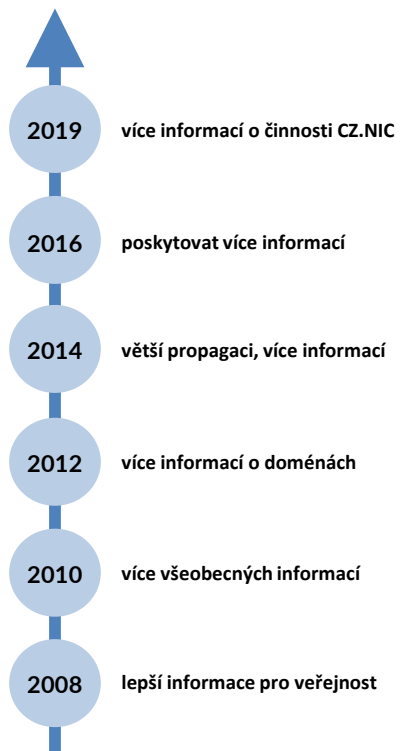 2019 více informací o činnosti CZ.NIC
2016 poskytovat více informací
2014 větší propagaci, více informací
2012 více informací o doménách
2010 více všeobecných informací
2008 lepší informace pro veřejnost